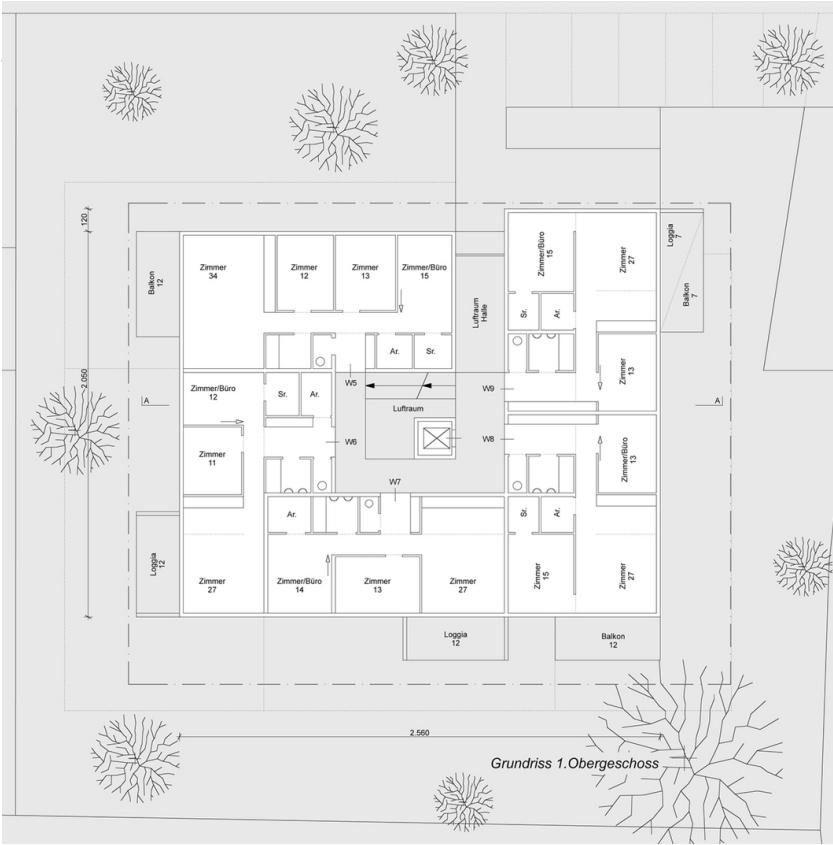 120
Loggia
7
Zimmer/Büro
15
Zimmer
27
Zimmer
34
Zimmer
12
Zimmer
13
Zimmer/Büro
15
Balkon
12
Balkon
7
Luftraum
Halle
Sr.
Ar.
Ar.
Sr.
Zimmer
13
W5
W9
2.050
Zimmer/Büro
12
Sr.
Ar.
A
A
Luftraum
W6
W8
Zimmer
11
Zimmer/Büro
13
W7
Ar.
Sr.
Ar.
Loggia
12
Zimmer
27
Zimmer/Büro
14
Zimmer
13
Zimmer
27
Zimmer
15
Zimmer
27
Loggia
12
Balkon
12
2.560
Grundriss 1.Obergeschoss